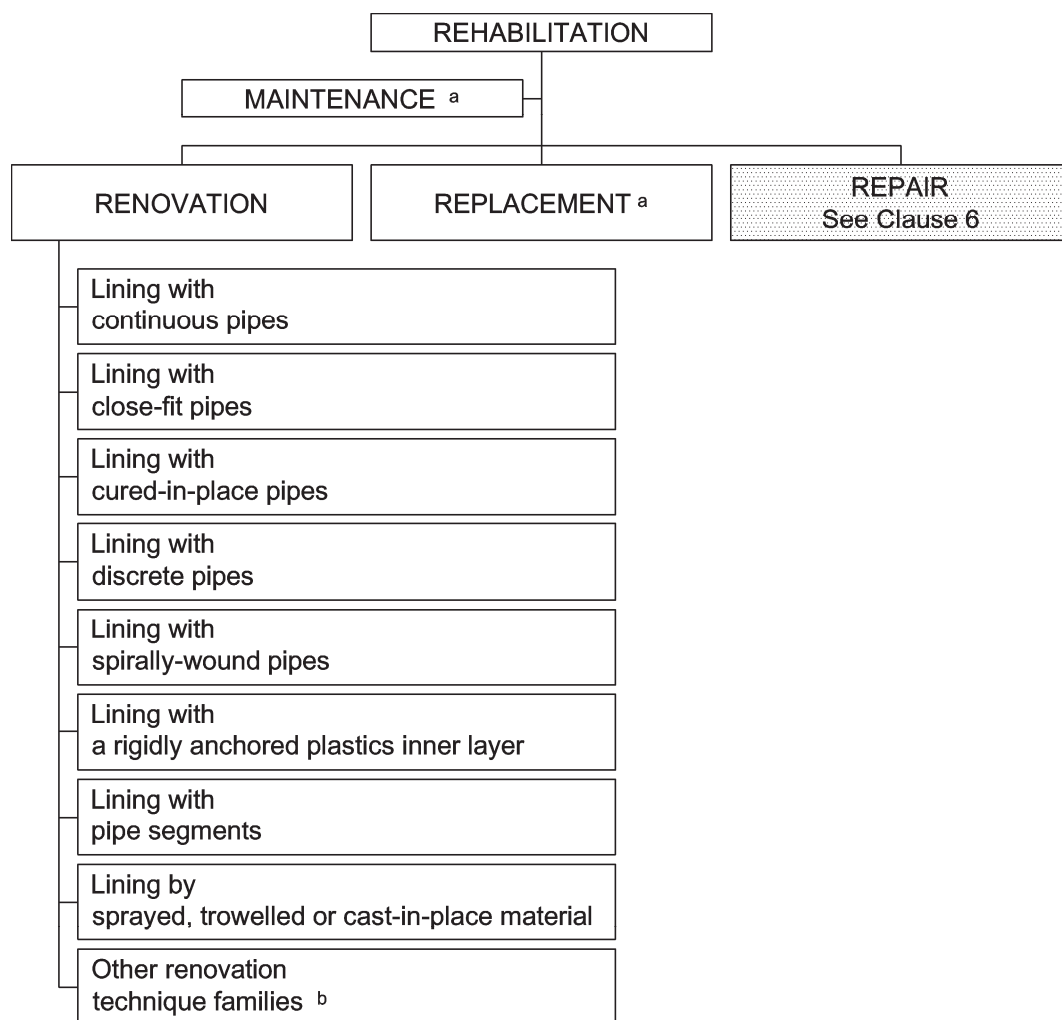 REHABILITATION
MAINTENANCE a
RENOVATION
REPLACEMENT a
REPAIR
See Clause 6
Lining with
continuous pipes
Lining with
close-fit pipes
Lining with
cured-in-place pipes
Lining with
discrete pipes
Lining with
spirally-wound pipes
Lining with
a rigidly anchored plastics inner layer
Lining with
pipe segments
Lining by
sprayed, trowelled or cast-in-place material
Other renovation
technique families b